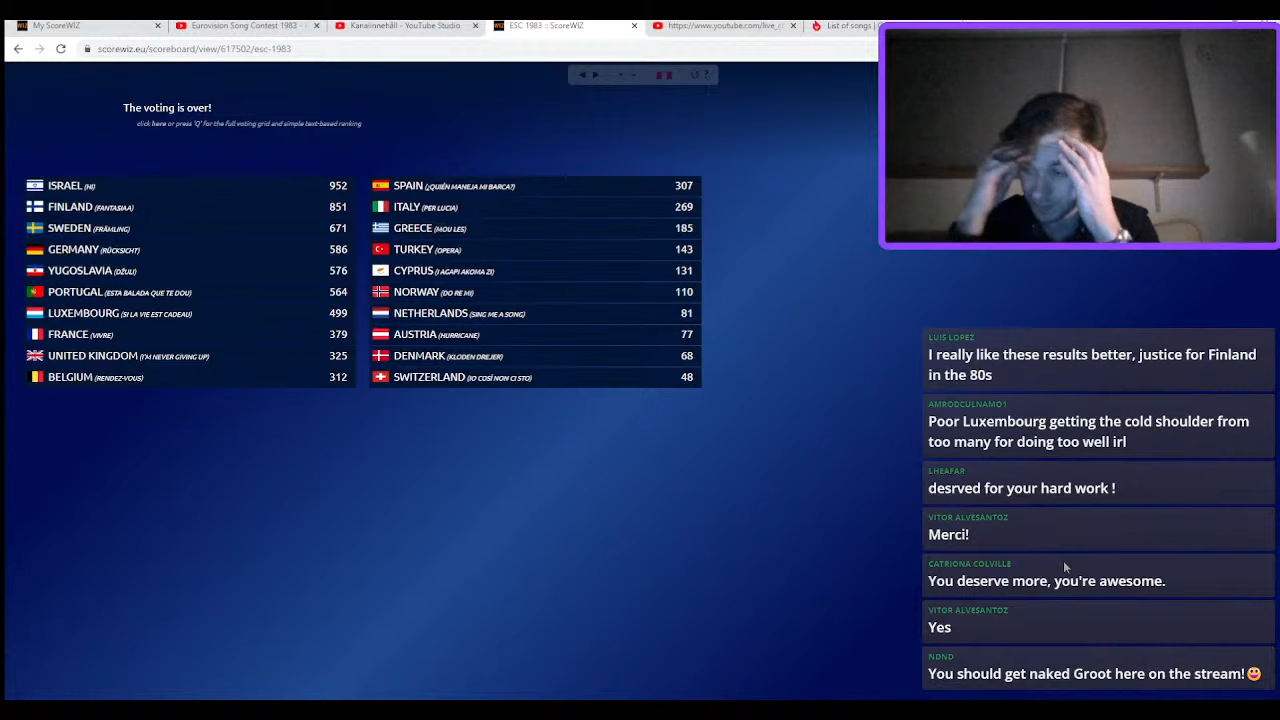 My ScoreWIZ
Eurovision Song Contest 1983 -
Kanalinnehåll - YouTube Studio
ESC 1983 :: ScoreWIZ
https://www.youtube.com/live_c
List of songs |
scorewiz.eu/scoreboard/view/617502/esc-1983
The voting is over!
click here or press 'Q' for the full voting grid and simple text-based ranking
ISRAEL (HI) 952
FINLAND (FANTASIAA) 851
SWEDEN (FRÄMLING) 671
GERMANY (RÜCKSICHT) 586
YUGOSLAVIA (DŽULI) 576
PORTUGAL (ESTA BALADA QUE TE DOU) 564
LUXEMBOURG (SI LA VIE EST CADEAU) 499
FRANCE (VIVRE) 379
UNITED KINGDOM (I'M NEVER GIVING UP) 325
BELGIUM (RENDEZ-VOUS) 312
SPAIN (¿QUIÉN MANEJA MI BARCA?) 307
ITALY (PER LUCIA) 269
GREECE (MOU LES) 185
TURKEY (OPERA) 143
CYPRUS (I AGAPI AKOMA ZI) 131
NORWAY (DO RE MI) 110
NETHERLANDS (SING ME A SONG) 81
AUSTRIA (HURRICANE) 77
DENMARK (KLODEN DREJER) 68
SWITZERLAND (IO COSÌ NON CI STO) 48
LUIS LOPEZ
I really like these results better, justice for Finland
in the 80s
AMRODCULNAMO1
Poor Luxembourg getting the cold shoulder from
too many for doing too well irl
LHEAFAR
desrved for your hard work !
VITOR ALVESANTOZ
Merci!
CATRIONA COLVILLE
You deserve more, you're awesome.
VITOR ALVESANTOZ
Yes
NDND
You should get naked Groot here on the stream!😀